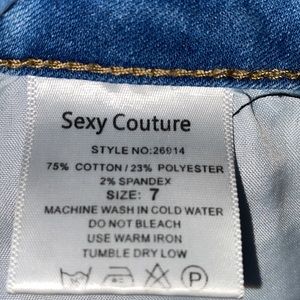 Sexy Couture
STYLE NO:26914
75% COTTON / 23% POLYESTER
2% SPANDEX
SIZE: 7
MACHINE WASH IN COLD WATER
DO NOT BLEACH
USE WARM IRON
TUMBLE DRY LOW
P